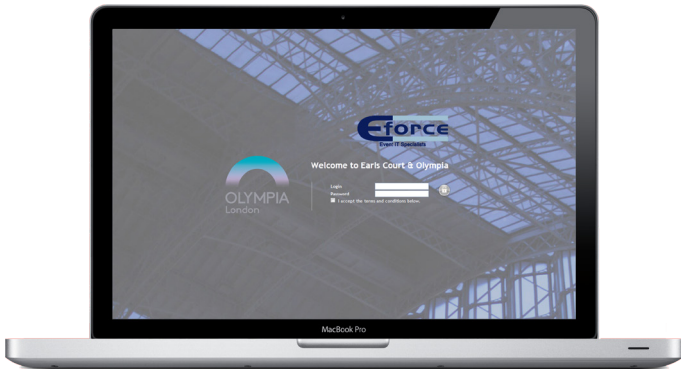 Eforce
Event IT Specialists
Welcome to Earls Court & Olympia
OLYMPIA
London
Login
Password
I accept the terms and conditions below.
MacBook Pro